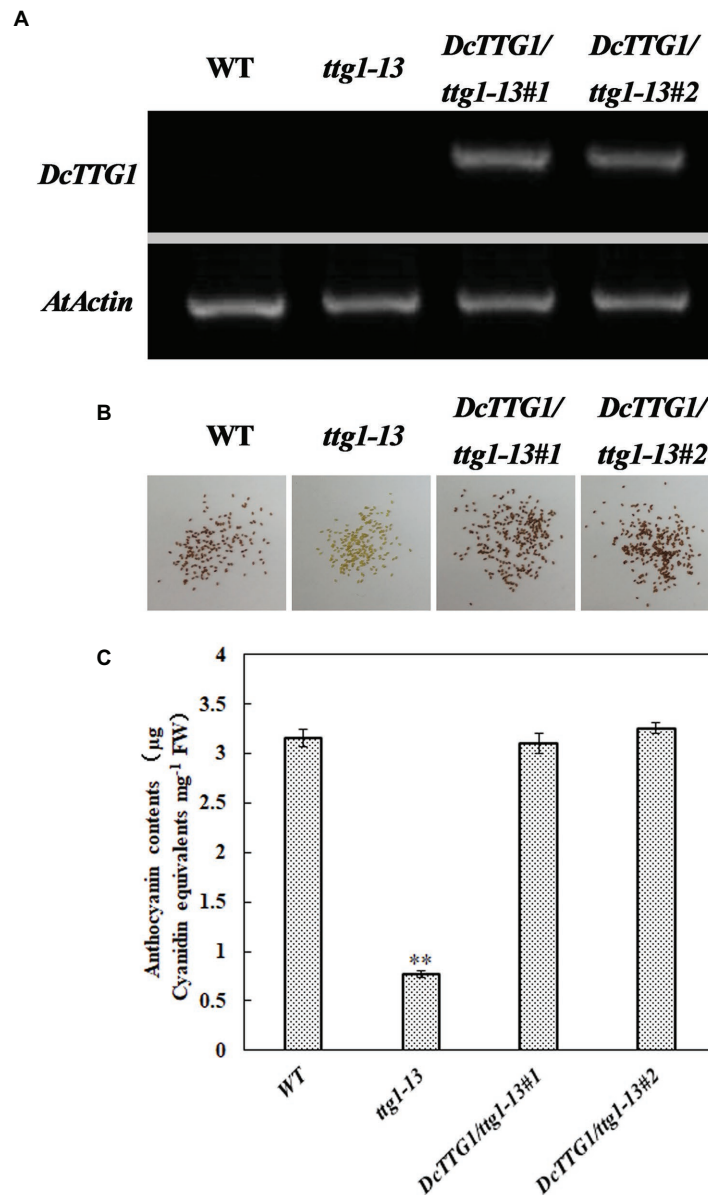 A
WT
ttg1-13
DcTTG1/
ttg1-13#1
DcTTG1/
ttg1-13#2
DcTTG1
AtActin
B
WT
ttg1-13
DcTTG1/
ttg1-13#1
DcTTG1/
ttg1-13#2
C
Anthocyanin contents (μg
Cyanidin equivalents mg⁻¹ FW)
4
3.5
3
2.5
2
1.5
1
0.5
0
**
WT
ttg1-13
DcTTG1/ttg1-13#1
DcTTG1/ttg1-13#2